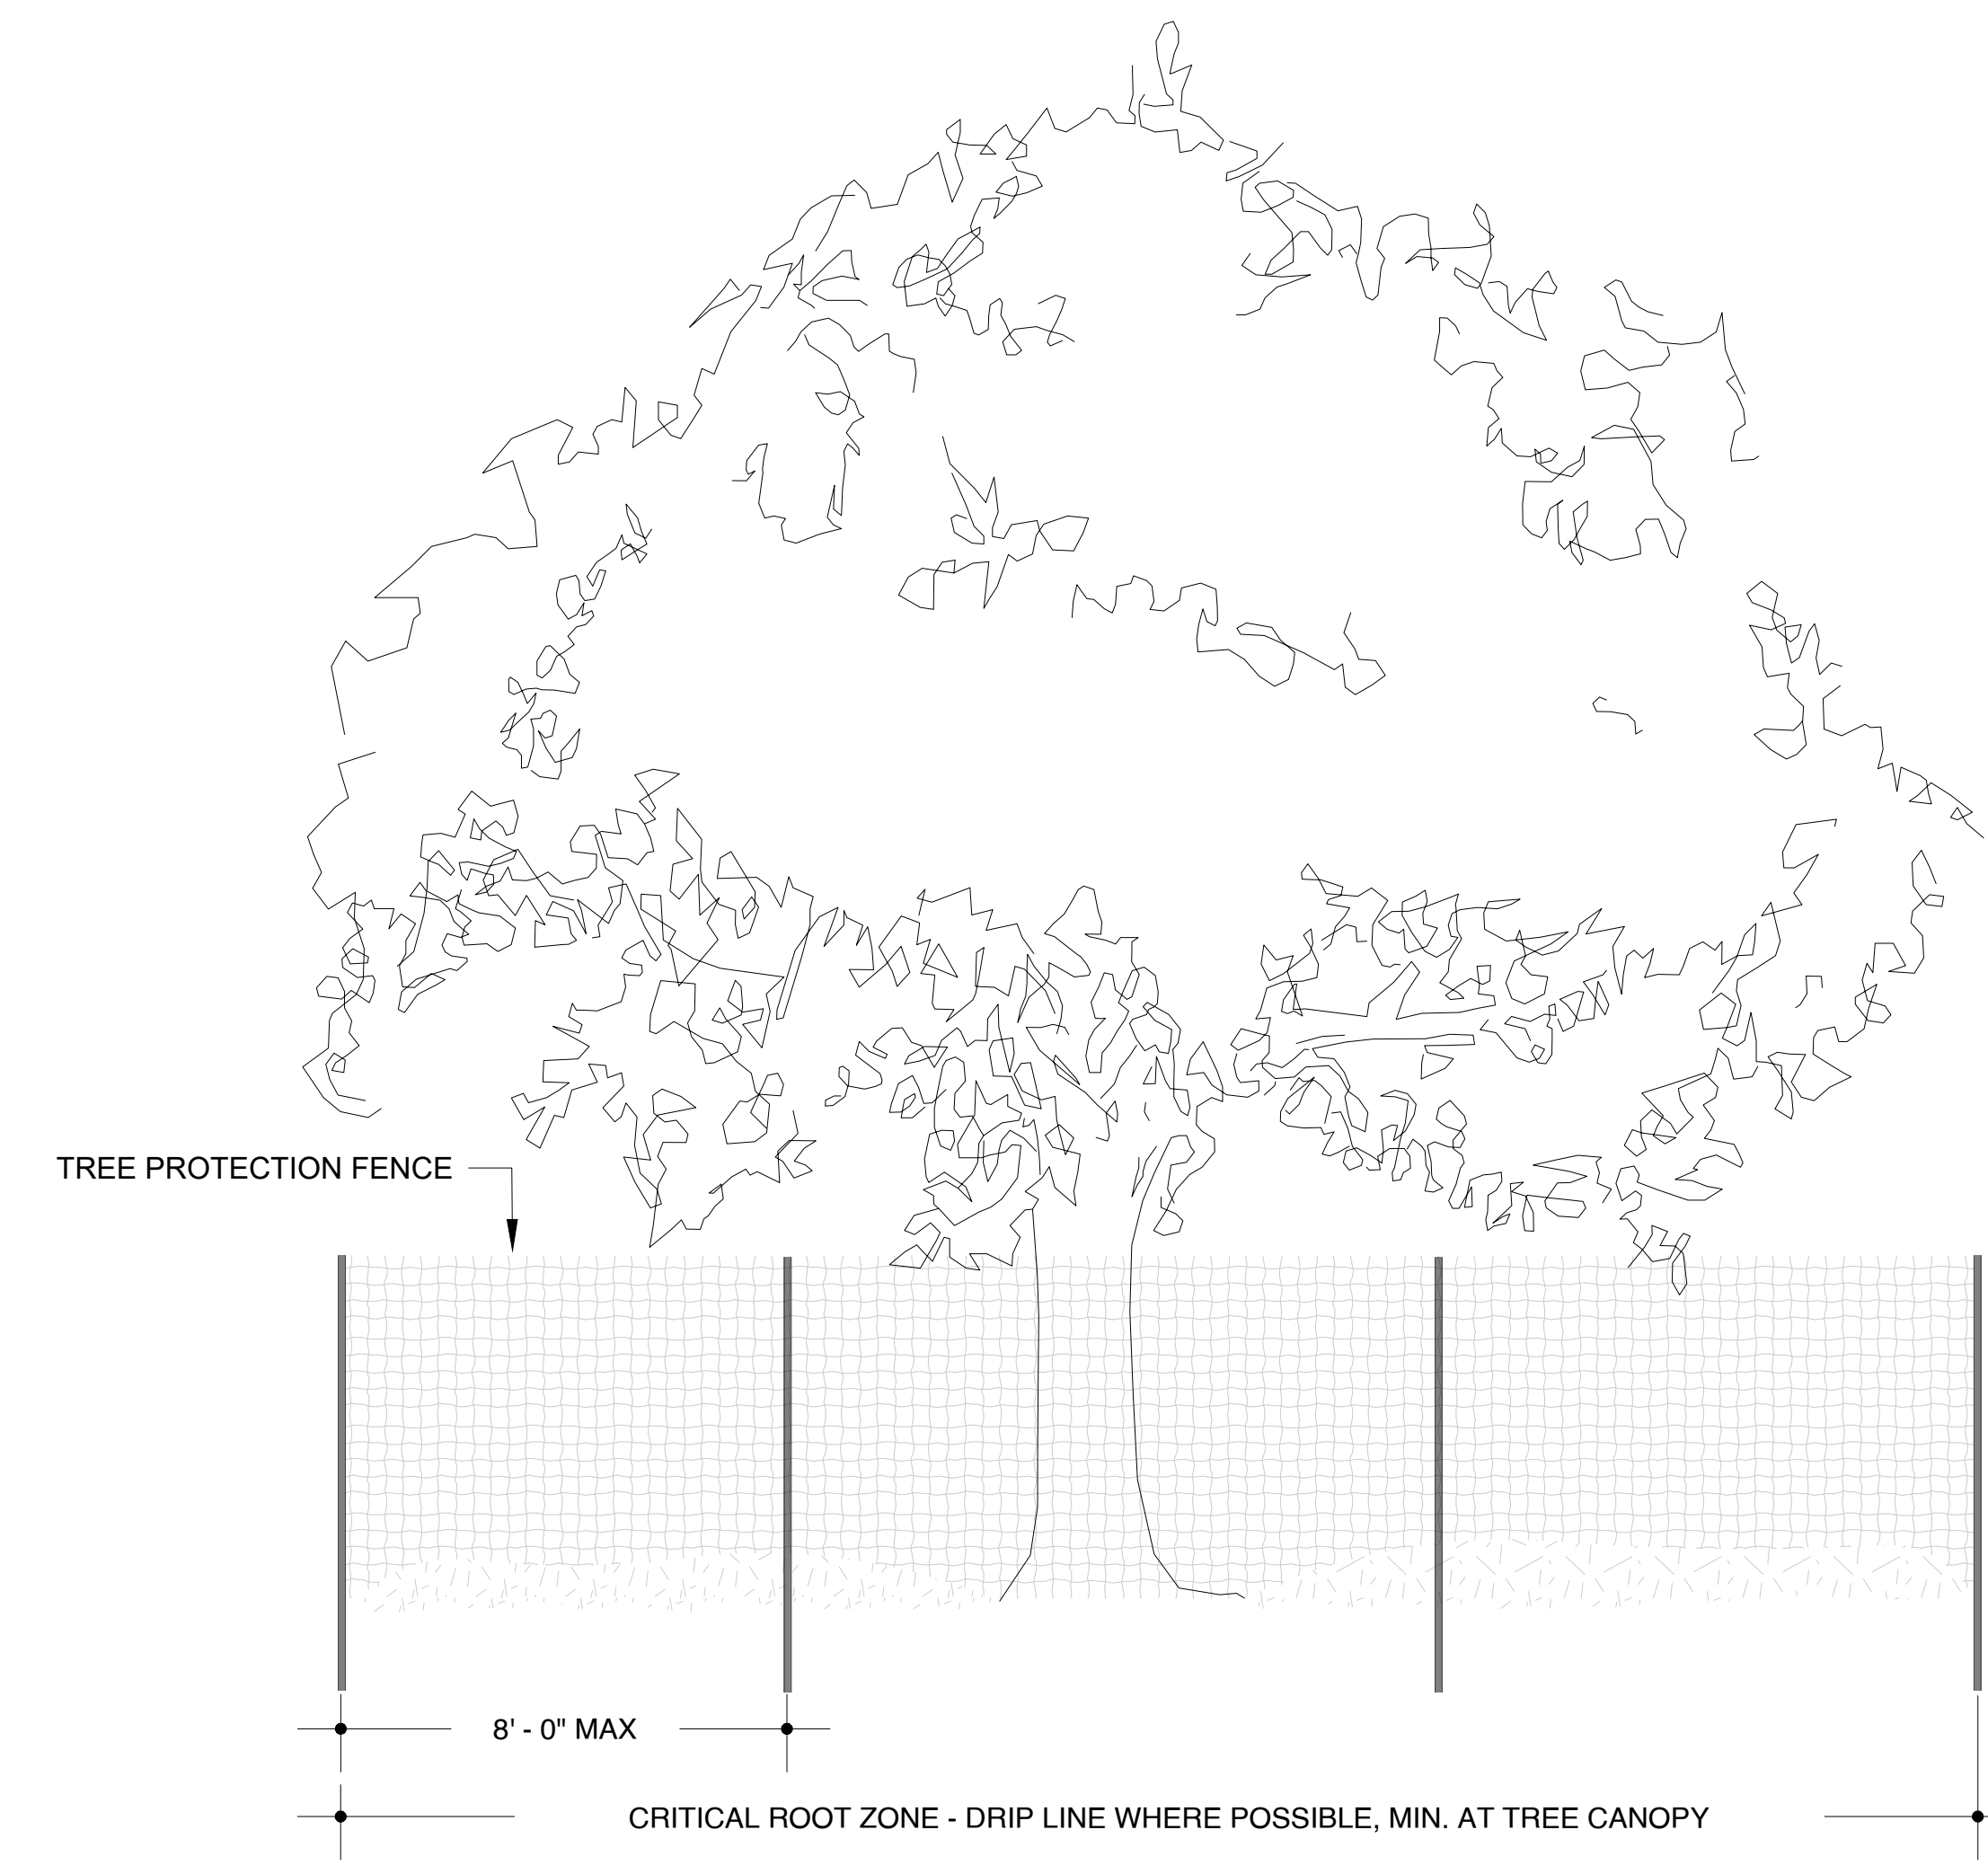 TREE PROTECTION FENCE
8' - 0" MAX
CRITICAL ROOT ZONE - DRIP LINE WHERE POSSIBLE, MIN. AT TREE CANOPY